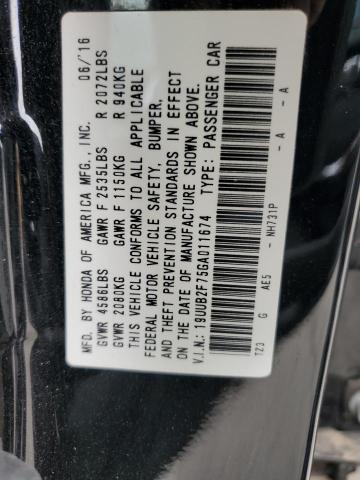 MFD. BY HONDA OF AMERICA MFG., INC. 06/'16
GVWR 4586LBS GAWR F 2535LBS R 2072LBS
GVWR 2080KG GAWR F 1150KG R 940KG
THIS VEHICLE CONFORMS TO ALL APPLICABLE
FEDERAL MOTOR VEHICLE SAFETY, BUMPER,
AND THEFT PREVENTION STANDARDS IN EFFECT
ON THE DATE OF MANUFACTURE SHOWN ABOVE.
V.I.N.: 19UUB2F75GA011674 TYPE: PASSENGER CAR
TZ3 G AE5 - NH731P - A - A